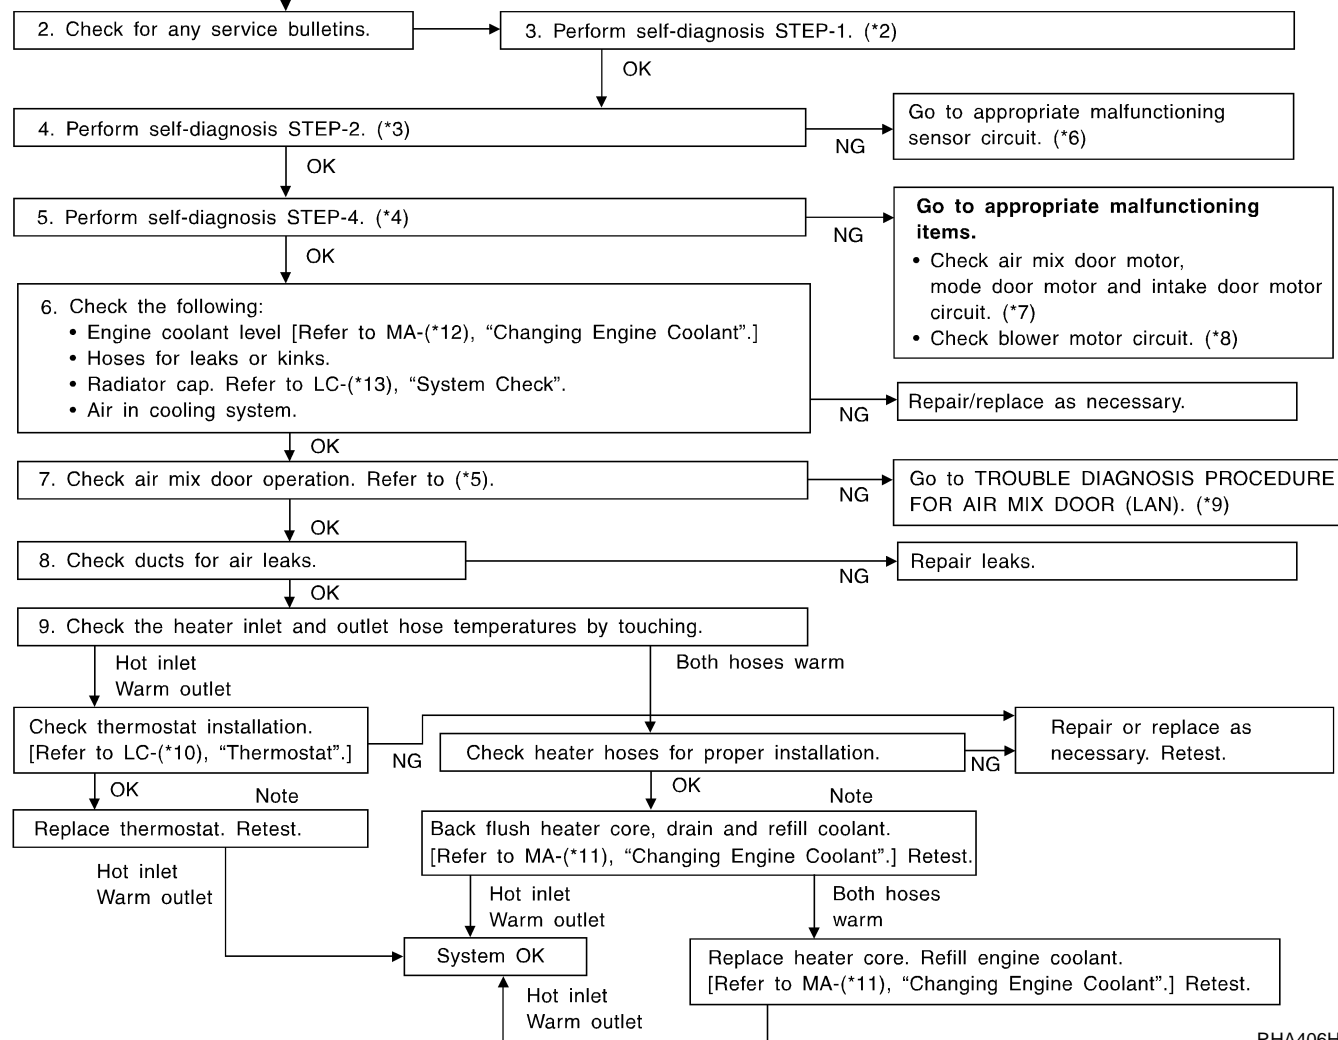 2. Check for any service bulletins.
3. Perform self-diagnosis STEP-1. (*2)
OK
4. Perform self-diagnosis STEP-2. (*3)
NG
Go to appropriate malfunctioning
sensor circuit. (*6)
OK
5. Perform self-diagnosis STEP-4. (*4)
NG
Go to appropriate malfunctioning
items.
• Check air mix door motor,
mode door motor and intake door motor
circuit. (*7)
• Check blower motor circuit. (*8)
OK
6. Check the following:
• Engine coolant level [Refer to MA-(*12), “Changing Engine Coolant”.]
• Hoses for leaks or kinks.
• Radiator cap. Refer to LC-(*13), “System Check”.
• Air in cooling system.
NG
Repair/replace as necessary.
OK
7. Check air mix door operation. Refer to (*5).
NG
Go to TROUBLE DIAGNOSIS PROCEDURE
FOR AIR MIX DOOR (LAN). (*9)
OK
8. Check ducts for air leaks.
NG
Repair leaks.
OK
9. Check the heater inlet and outlet hose temperatures by touching.
Hot inlet
Warm outlet
Both hoses warm
Check thermostat installation.
[Refer to LC-(*10), “Thermostat”.]
NG
Check heater hoses for proper installation.
NG
Repair or replace as
necessary. Retest.
OK
Note
OK
Note
Replace thermostat. Retest.
Back flush heater core, drain and refill coolant.
[Refer to MA-(*11), “Changing Engine Coolant”.] Retest.
Hot inlet
Warm outlet
Hot inlet
Warm outlet
Both hoses
warm
System OK
Replace heater core. Refill engine coolant.
[Refer to MA-(*11), “Changing Engine Coolant”.] Retest.
Hot inlet
Warm outlet